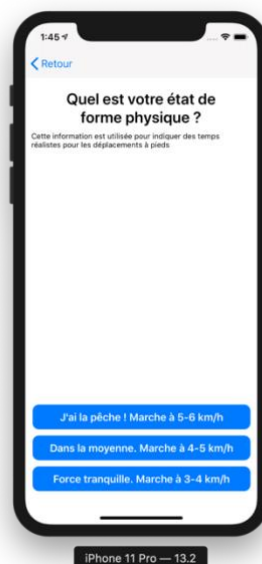 1:45
Retour
Quel est votre état de
forme physique ?
Cette information est utilisée pour indiquer des temps
réalistes pour les déplacements à pieds
J'ai la pêche ! Marche à 5-6 km/h
Dans la moyenne. Marche à 4-5 km/h
Force tranquille. Marche à 3-4 km/h
iPhone 11 Pro — 13.2